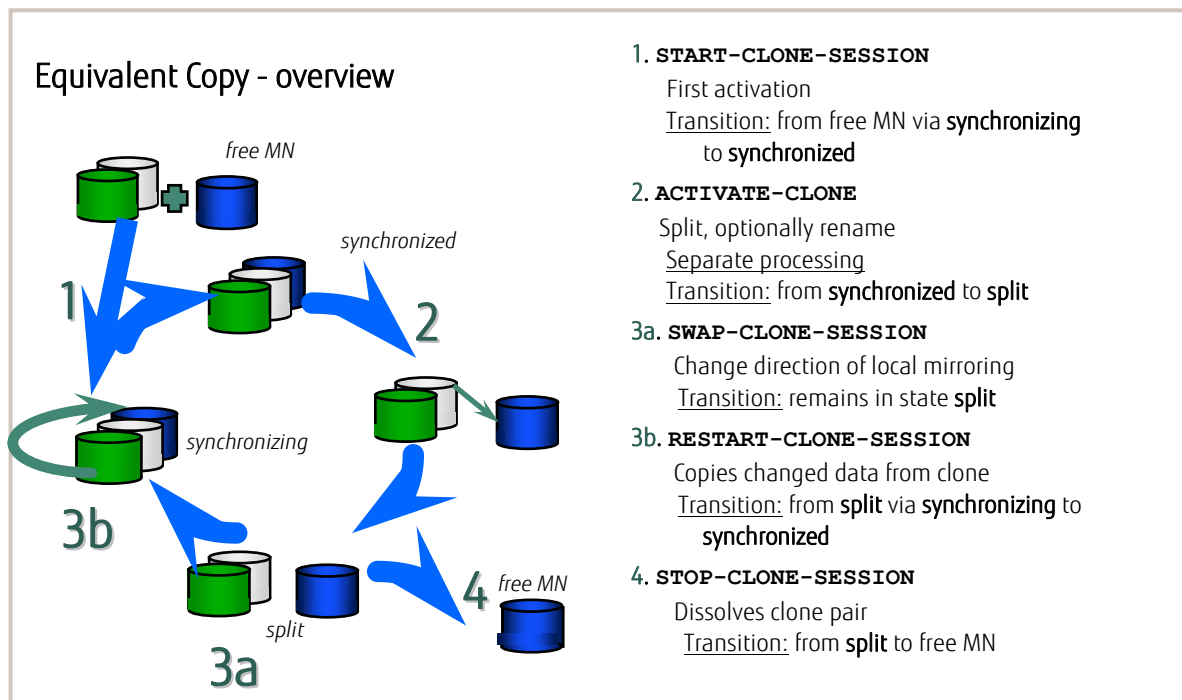 Equivalent Copy - overview
free MN
synchronized
1
2
synchronizing
3b
split
3a
4
free MN
1. START-CLONE-SESSION
First activation
Transition: from free MN via synchronizing
to synchronized
2. ACTIVATE-CLONE
Split, optionally rename
Separate processing
Transition: from synchronized to split
3a. SWAP-CLONE-SESSION
Change direction of local mirroring
Transition: remains in state split
3b. RESTART-CLONE-SESSION
Copies changed data from clone
Transition: from split via synchronizing to
synchronized
4. STOP-CLONE-SESSION
Dissolves clone pair
Transition: from split to free MN